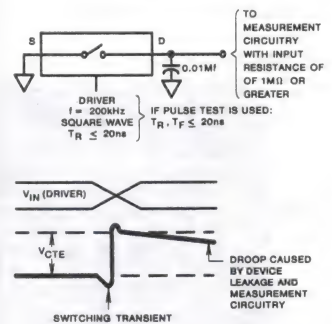 TO
MEASUREMENT
CIRCUITRY
WITH INPUT
RESISTANCE OF
OF 1MΩ OR
GREATER
S
D
0.01Mf
DRIVER
f = 200kHz
SQUARE WAVE
TR ≤ 20ns
IF PULSE TEST IS USED:
TR, TF ≤ 20ns
VIN (DRIVER)
VCTE
DROOP CAUSED
BY DEVICE
LEAKAGE AND
MEASUREMENT
CIRCUITRY
SWITCHING TRANSIENT